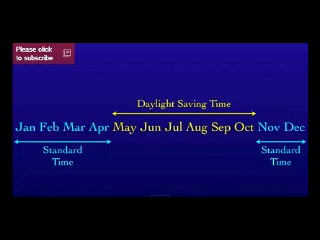 Please click
to subscribe
Daylight Saving Time
Jan Feb Mar Apr May Jun Jul Aug Sep Oct Nov Dec
Standard
Time
Standard
Time